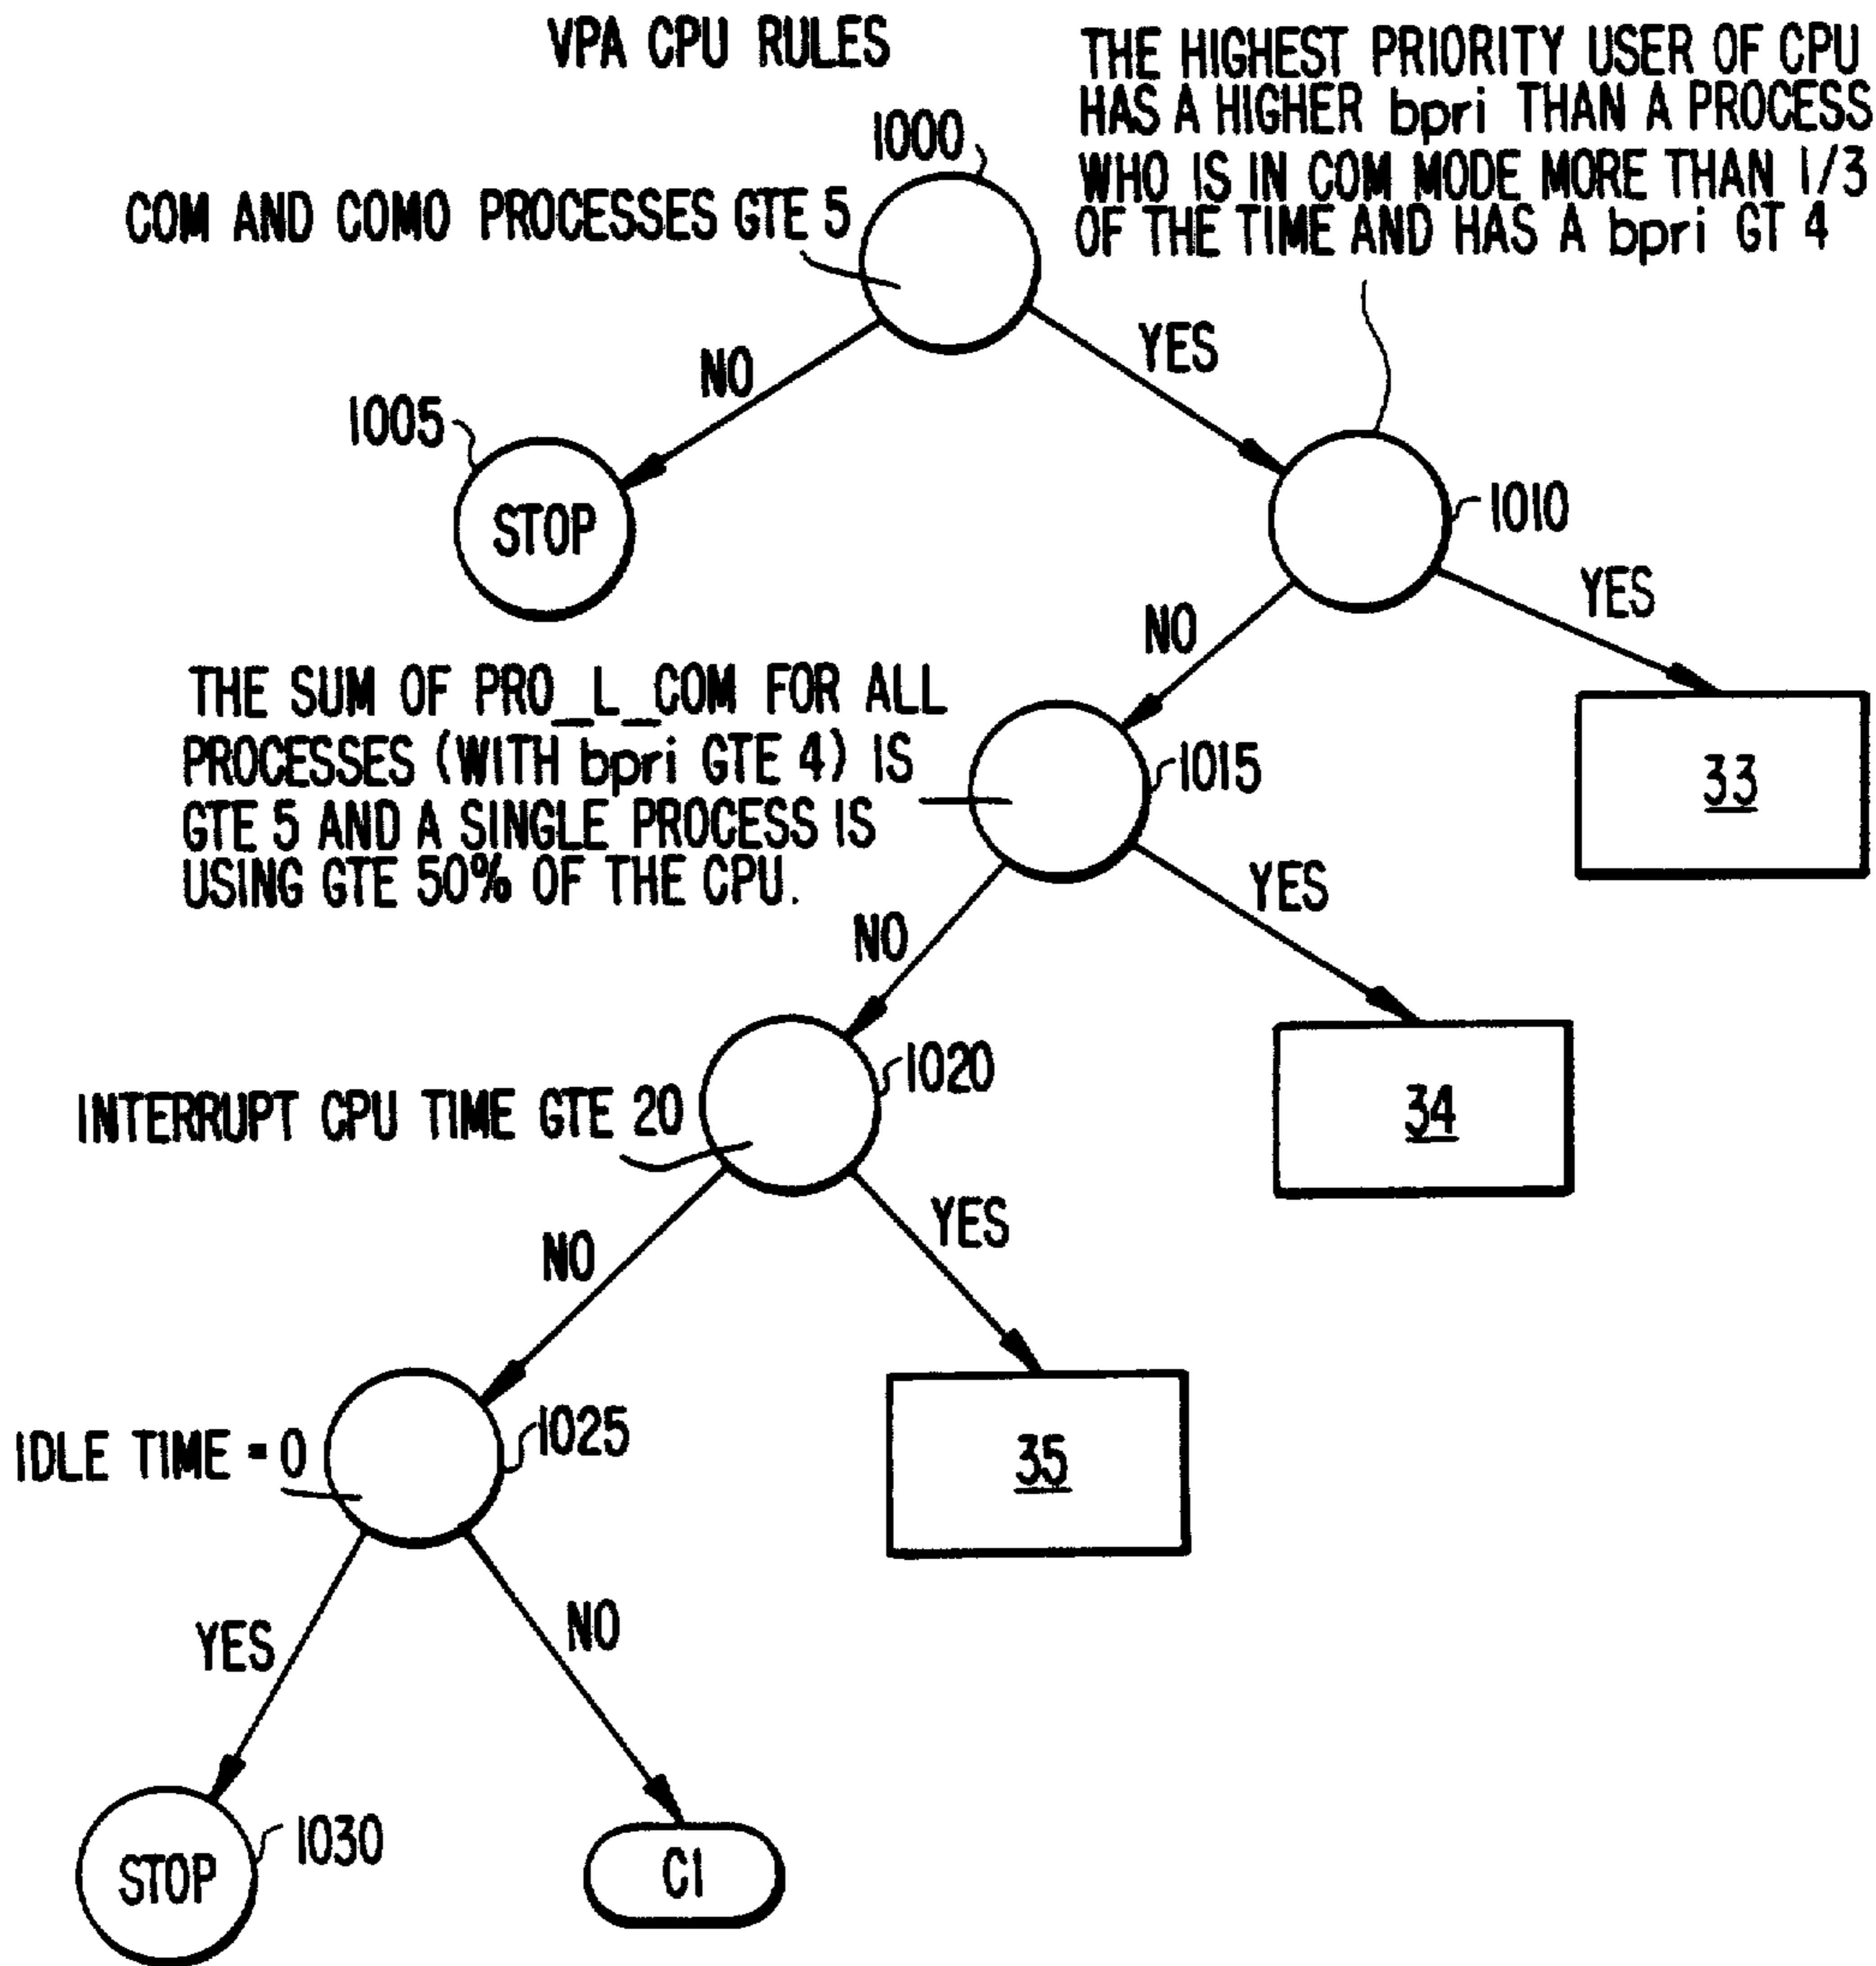 VPA CPU RULES
THE HIGHEST PRIORITY USER OF CPU
HAS A HIGHER bpri THAN A PROCESS
WHO IS IN COM MODE MORE THAN 1/3
OF THE TIME AND HAS A bpri GT 4
1000
COM AND COMO PROCESSES GTE 5
NO
YES
1005
STOP
1010
NO
YES
THE SUM OF PRO_L_COM FOR ALL
PROCESSES (WITH bpri GTE 4) IS
GTE 5 AND A SINGLE PROCESS IS
USING GTE 50% OF THE CPU.
1015
33
NO
YES
1020
INTERRUPT CPU TIME GTE 20
34
NO
YES
1025
IDLE TIME = 0
35
YES
NO
STOP
1030
C1